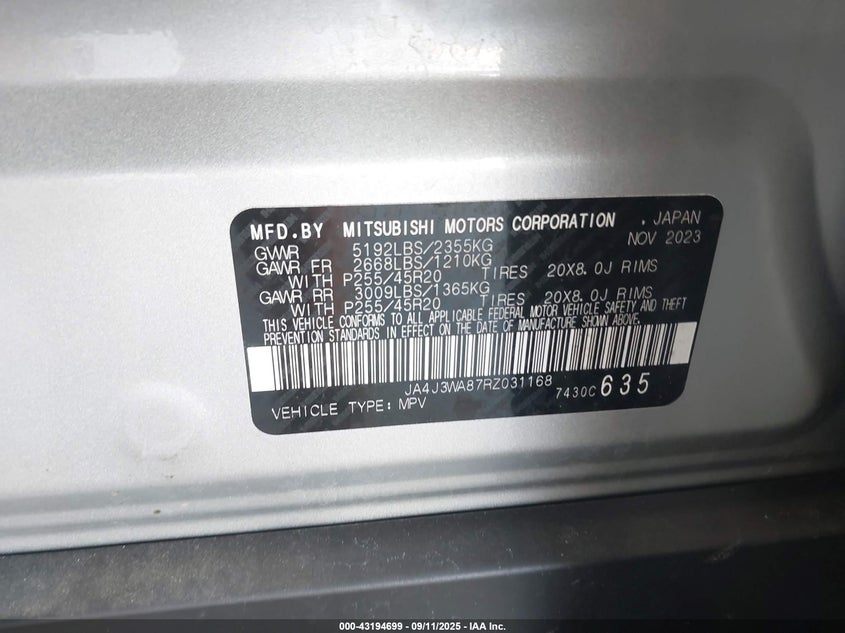 MFD.BY MITSUBISHI MOTORS CORPORATION . JAPAN
NOV 2023
GVWR 5192LBS/2355KG
GAWR FR 2668LBS/1210KG
WITH P255/45R20 TIRES 20X8.0J RIMS
GAWR RR 3009LBS/1365KG
WITH P255/45R20 TIRES 20X8.0J RIMS
THIS VEHICLE CONFORMS TO ALL APPLICABLE FEDERAL MOTOR VEHICLE SAFETY AND THEFT
PREVENTION STANDARDS IN EFFECT ON THE DATE OF MANUFACTURE SHOWN ABOVE.
JA4J3WA87RZ031168
VEHICLE TYPE: MPV 7430C 635
000-43194699 - 09/11/2025 - IAA Inc.